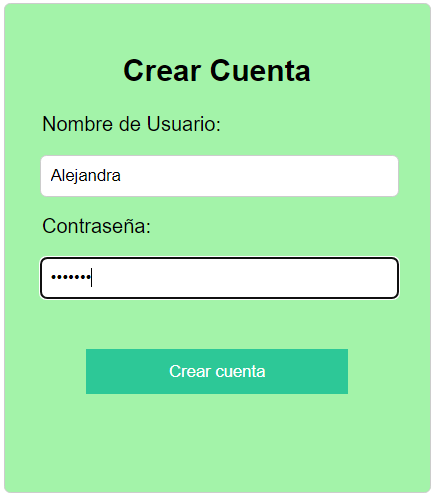 Crear Cuenta
Nombre de Usuario:
Alejandra
Contraseña:
•••••••
Crear cuenta